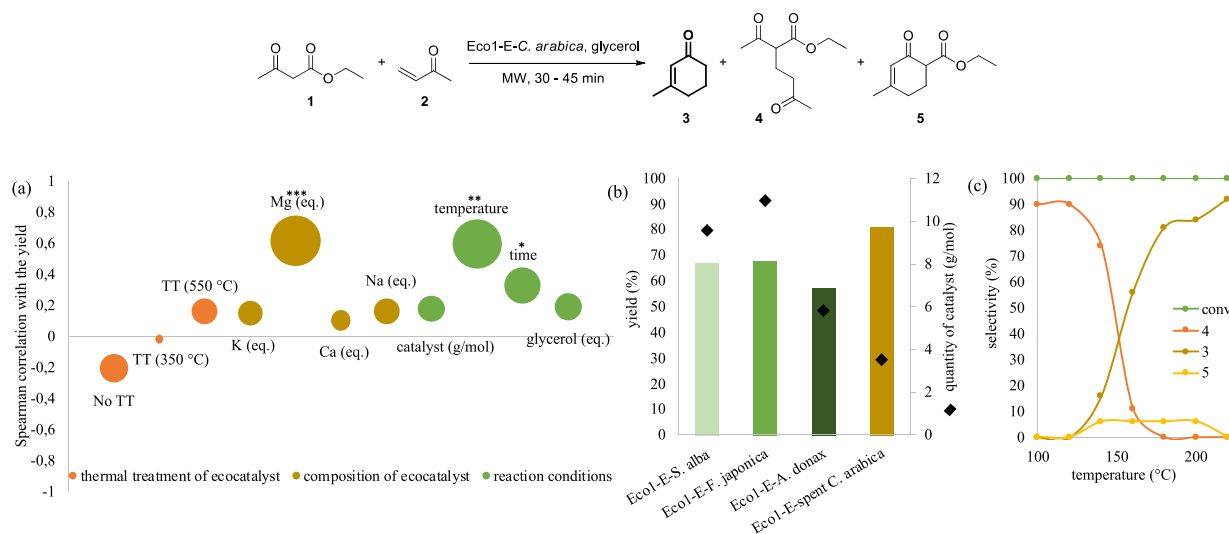 O
O
O
+
O
Eco1-E-C. arabica, glycerol
MW, 30 - 45 min
O
+
O
O
O
O
+
O
O
O
1
2
3
4
5
(a)
Spearman correlation with the yield
1
0,8
0,6
0,4
0,2
0
-0,2
-0,4
-0,6
-0,8
-1
No TT
TT (350 °C)
TT (550 °C)
K (eq.)
***
Mg (eq.)
Ca (eq.)
Na (eq.)
catalyst (g/mol)
**
temperature
*
time
glycerol (eq.)
thermal treatment of ecocatalyst
composition of ecocatalyst
reaction conditions
(b)
yield (%)
100
90
80
70
60
50
40
30
20
10
0
12
10
8
6
4
2
0
quantity of catalyst (g/mol)
Eco1-E-S. alba
Eco1-E-F. japonica
Eco1-E-A. donax
Eco1-E-spent C. arabica
(c)
selectivity (%)
100
90
80
70
60
50
40
30
20
10
0
100
150
200
temperature (°C)
conv
4
3
5